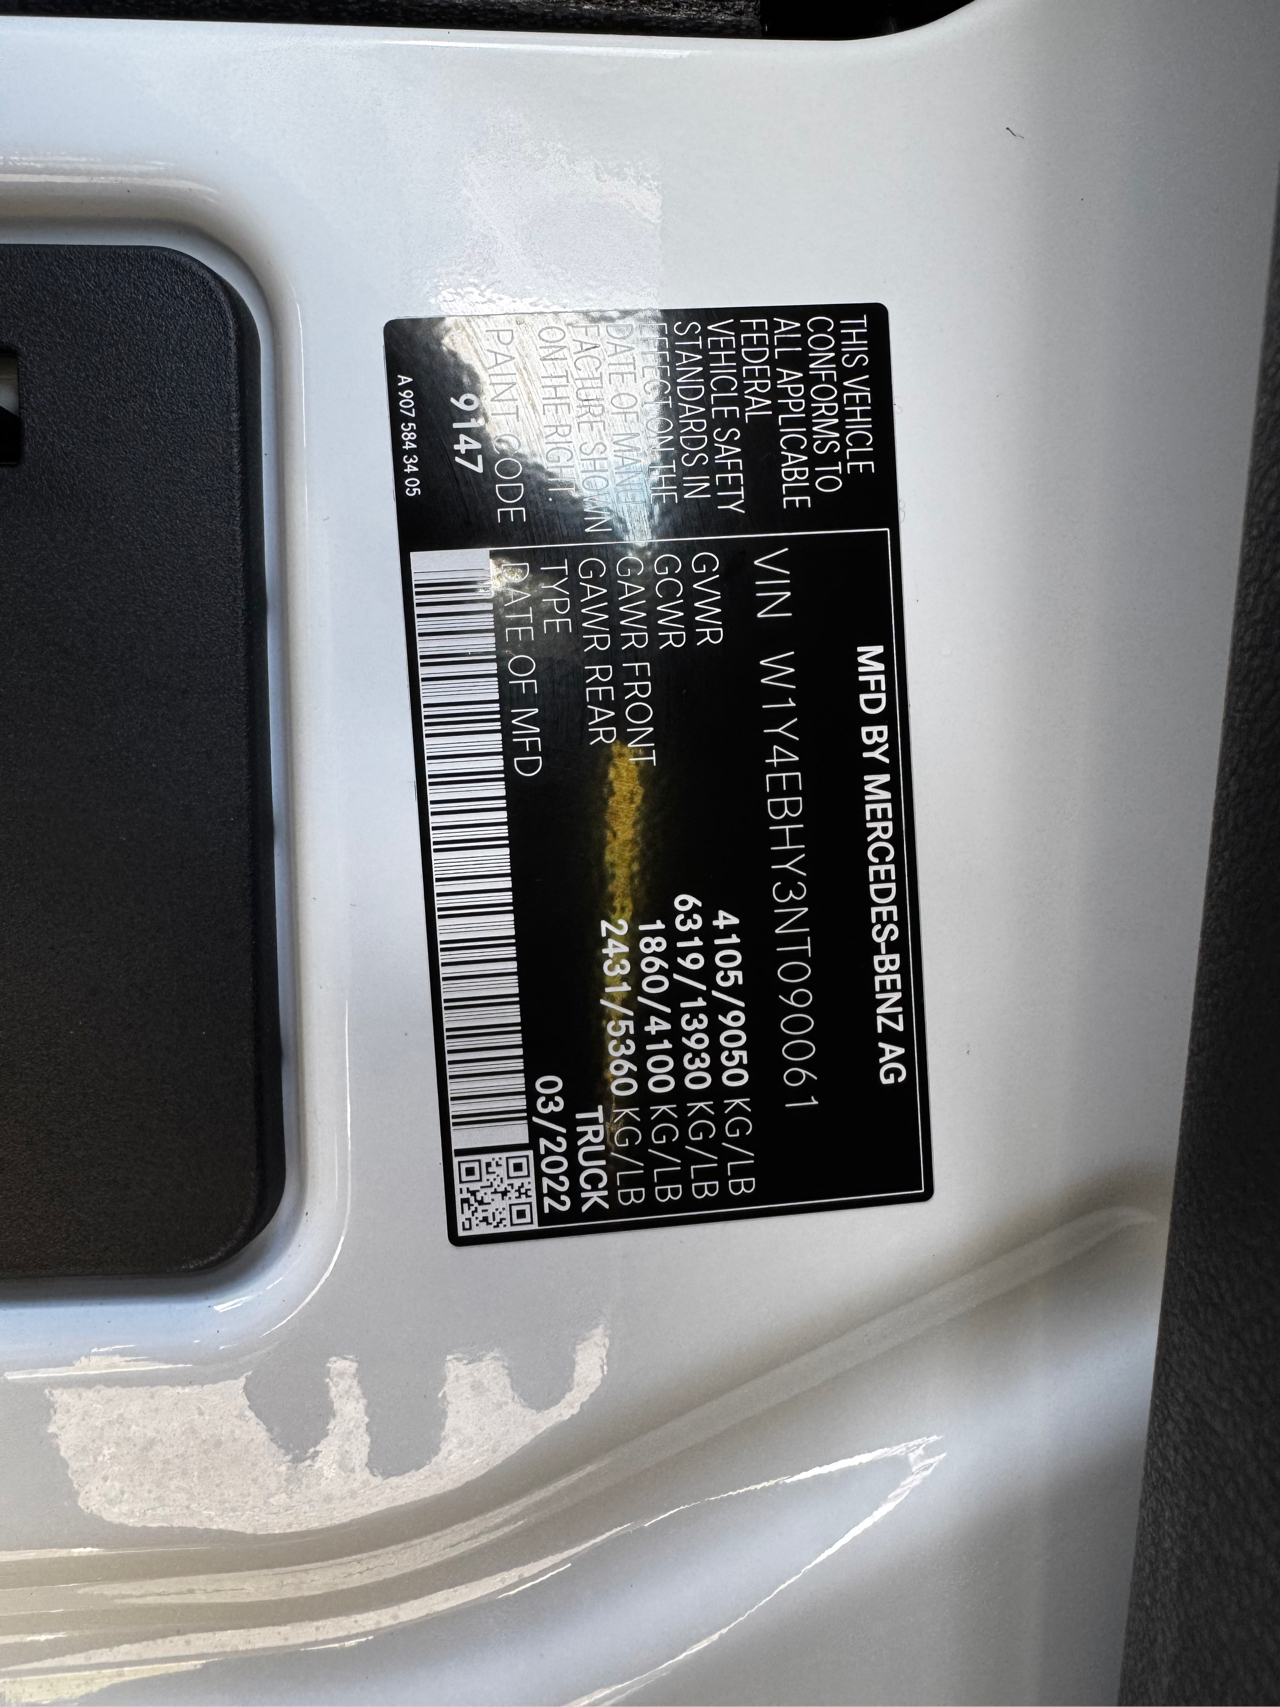 MFD BY MERCEDES-BENZ AG
THIS VEHICLE
CONFORMS TO
ALL APPLICABLE
FEDERAL
VEHICLE SAFETY
STANDARDS IN
EFFECT ON THE
DATE OF MANU
FACTURE SHOWN
ON THE RIGHT.
PAINT CODE
9147
A 907 584 34 05
VIN W1Y4EBHY3NT090061
GVWR 4105/9050 KG/LB
GCWR 6319/13930 KG/LB
GAWR FRONT 1860/4100 KG/LB
GAWR REAR 2431/5360 KG/LB
TYPE TRUCK
DATE OF MFD 03/2022